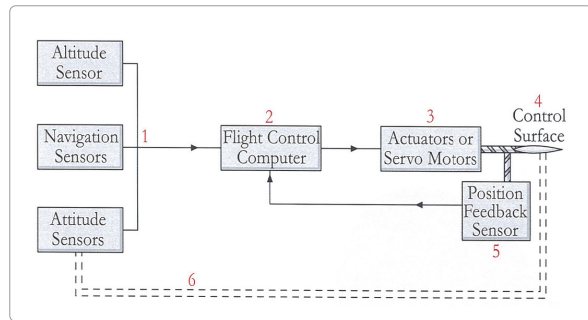 Altitude
Sensor
Navigation
Sensors
Attitude
Sensors
1
2
Flight Control
Computer
3
Actuators or
Servo Motors
4
Control
Surface
Position
Feedback
Sensor
5
6